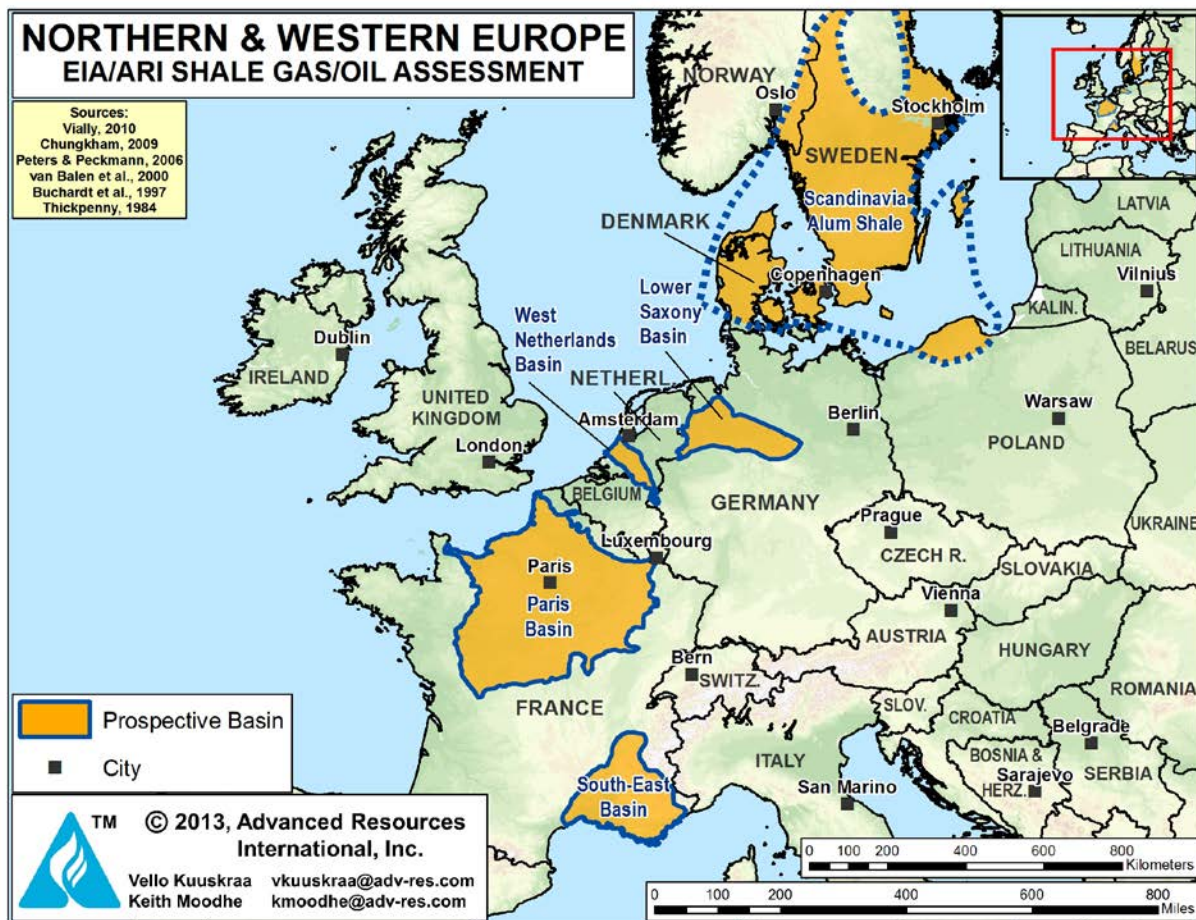 NORTHERN & WESTERN EUROPE
EIA/ARI SHALE GAS/OIL ASSESSMENT
Sources:
Vially, 2010
Chungkham, 2009
Peters & Peckmann, 2006
van Balen et al., 2000
Buchardt et al., 1997
Thickpenny, 1984
NORWAY
Oslo
Stockholm
SWEDEN
Scandinavia
Alum Shale
DENMARK
Copenhagen
LATVIA
LITHUANIA
Vilnius
KALIN.
BELARUS
Lower
Saxony
Basin
West
Netherlands
Basin
NETHERL.
Dublin
IRELAND
UNITED
KINGDOM
London
Amsterdam
Berlin
Warsaw
POLAND
BELGIUM
GERMANY
Prague
CZECH R.
UKRAINE
Luxembourg
SLOVAKIA
Paris
Paris
Basin
Vienna
AUSTRIA
HUNGARY
Bern
SWITZ.
ROMANIA
FRANCE
SLOV.
CROATIA
Belgrade
BOSNIA &
HERZ.
Sarajevo
SERBIA
ITALY
San Marino
South-East
Basin
Prospective Basin
City
TM
© 2013, Advanced Resources
International, Inc.
Vello Kuuskraa vkuuskraa@adv-res.com
Keith Moodhe kmoodhe@adv-res.com
0 100 200 400 600 800
Kilometers
0 100 200 400 600 800
Miles